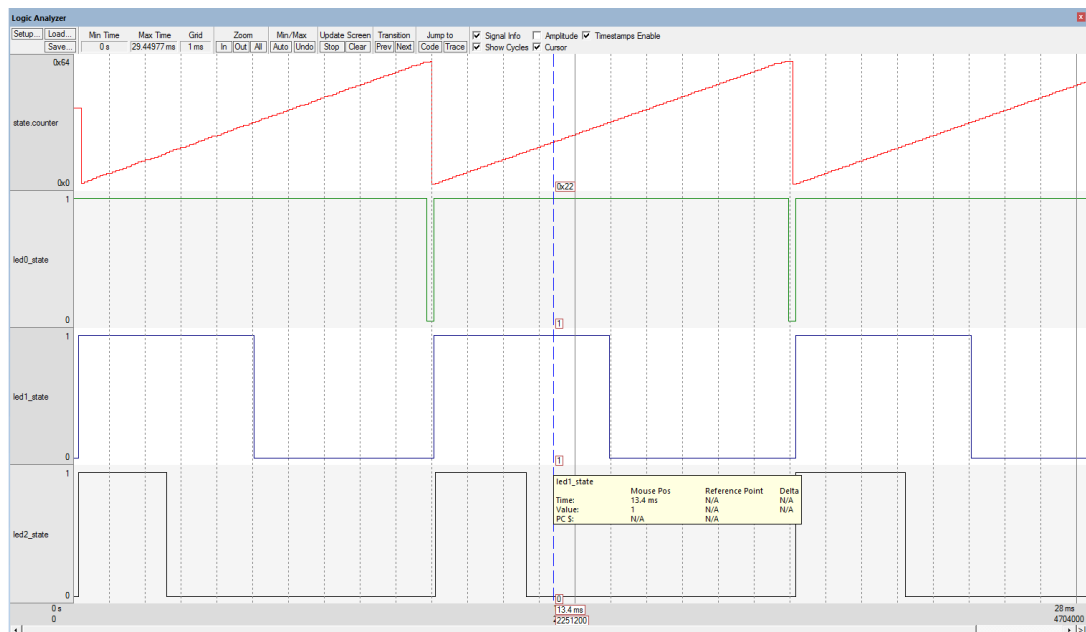 Logic Analyzer
Setup... Load... Min Time Max Time Grid Zoom Min/Max Update Screen Transition Jump to Signal Info Amplitude Timestamps Enable
Save... 0 s 29.44977 ms 1 ms In Out All Auto Undo Stop Clear Prev Next Code Trace Show Cycles Cursor
0x64
state.counter
0x0
0x22
1
led0_state
0
1
1
led1_state
0
1
1
led1_state
Mouse Pos Reference Point Delta
Time: 13.4 ms N/A N/A
Value: 1 N/A N/A
PC $: N/A N/A
led2_state
0
0
0 s 13.4 ms 28 ms
0 2251200 4704000